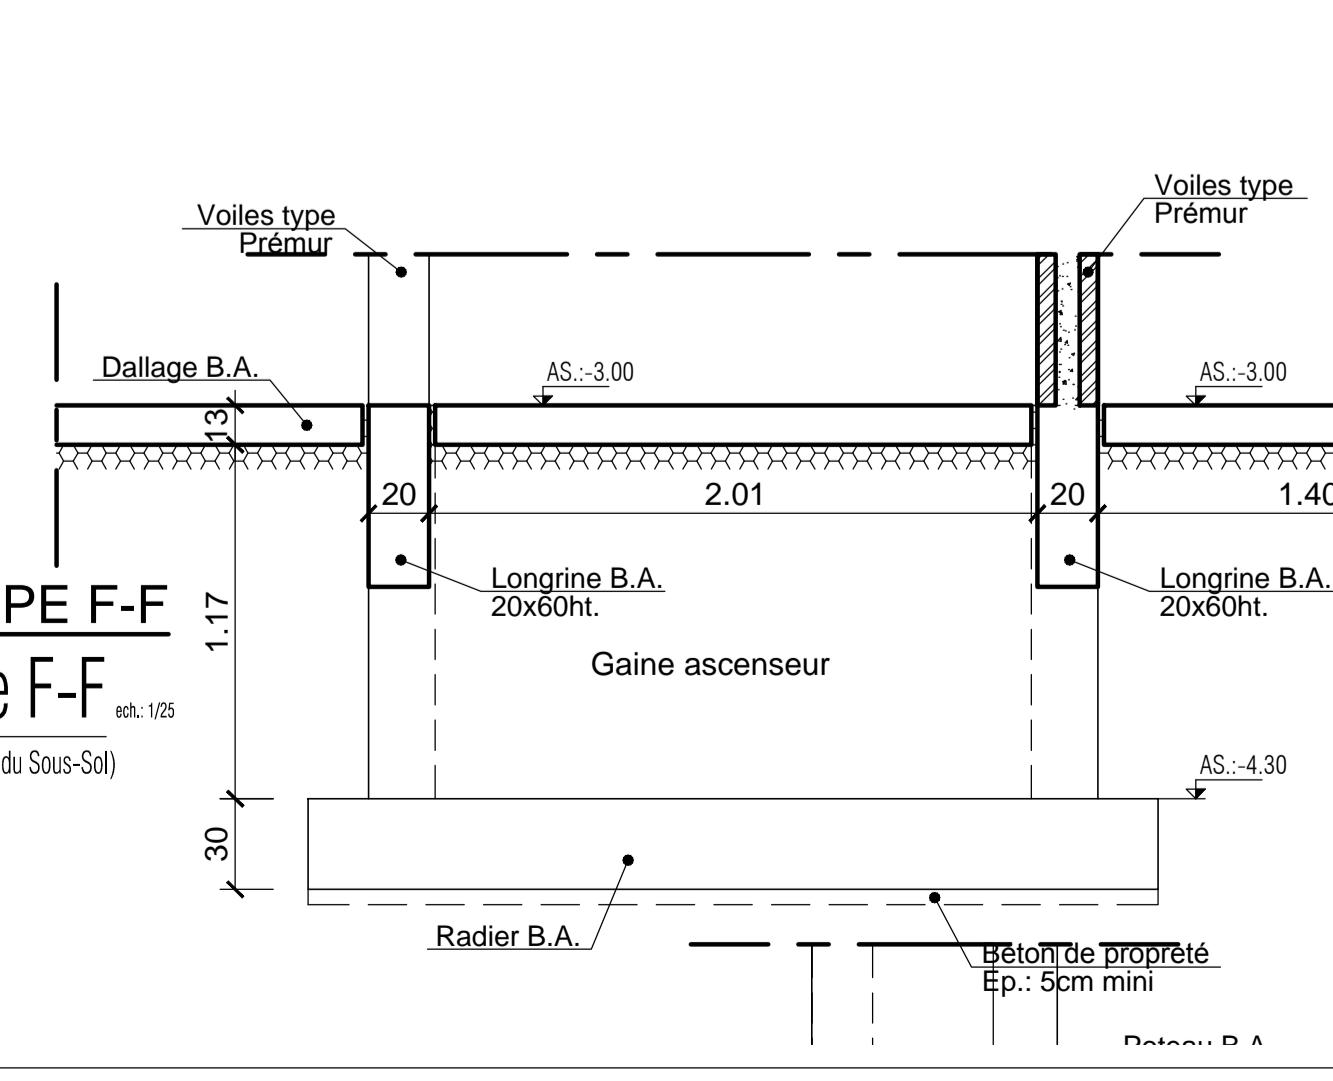 Voiles type
Prémur
Voiles type
Prémur
Dallage B.A.
AS.:-3.00
AS.:-3.00
13
20
2.01
20
1.40
Longrine B.A.
20x60ht.
Longrine B.A.
20x60ht.
PE F-F
1.17
Gaine ascenseur
e F-F
ech.: 1/25
du Sous-Sol)
AS.:-4.30
30
Radier B.A.
Béton de propreté
Ep.: 5cm mini
Poteau B.A.